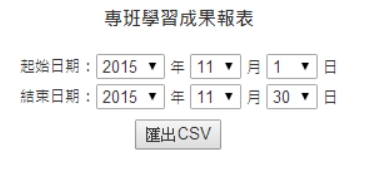 專班學習成果報表
起始日期：2015 年 11 月 1 日
結束日期：2015 年 11 月 30 日
匯出CSV